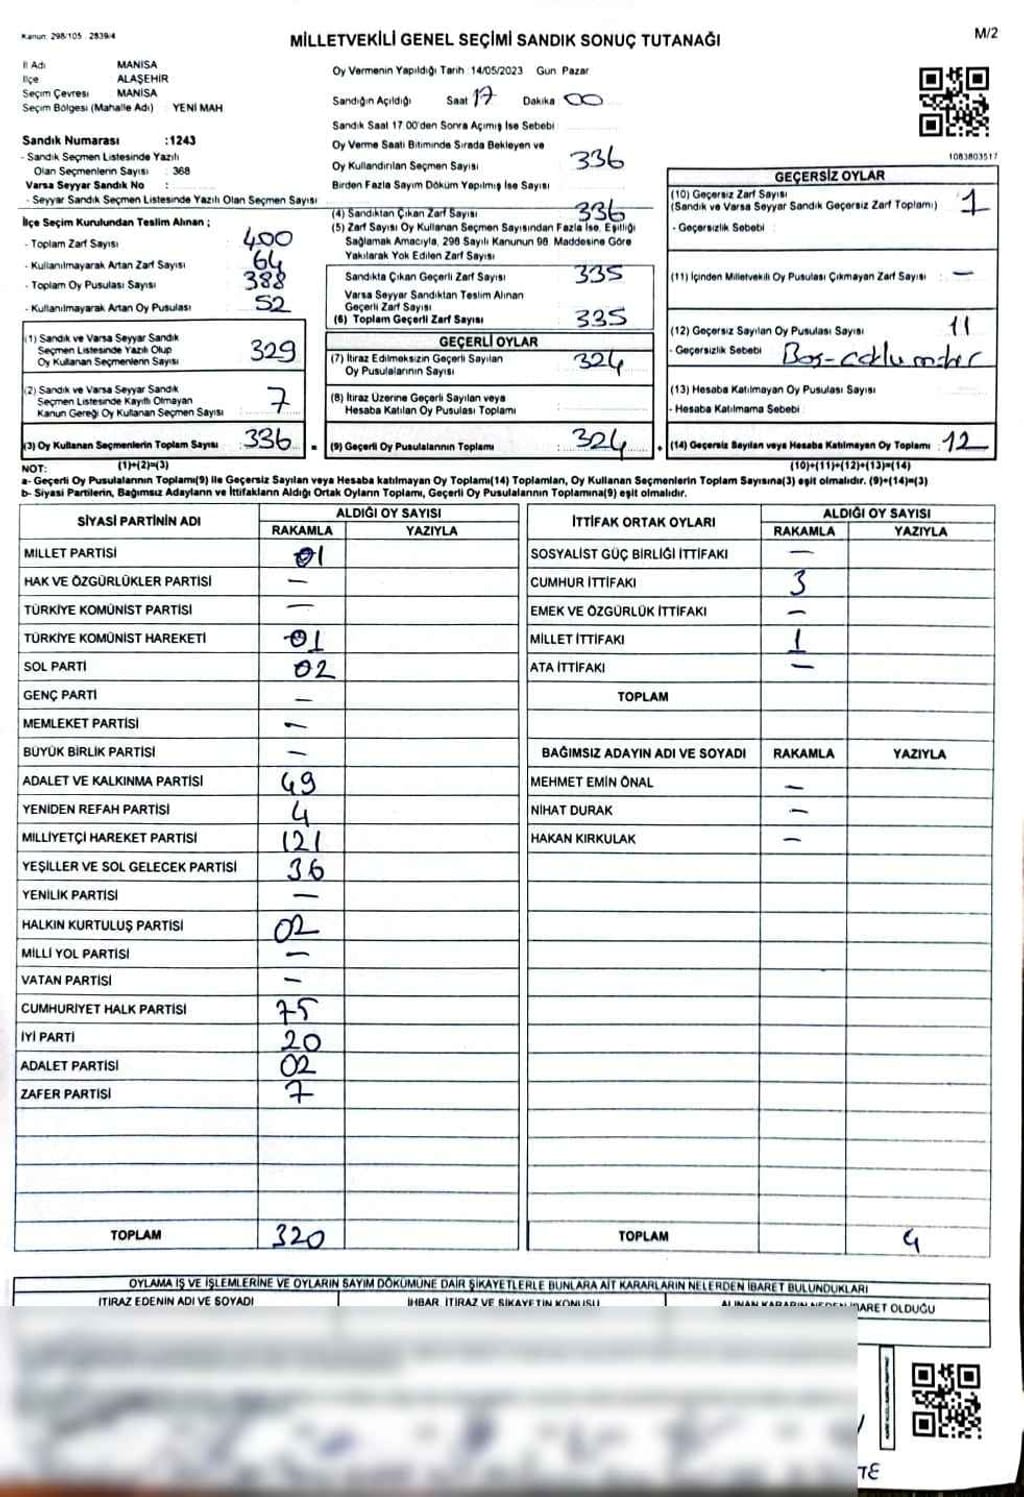 Kanun: 298/105 . 2839/4
MİLLETVEKİLİ GENEL SEÇİMİ SANDIK SONUÇ TUTANAĞI
M/2
İl Adı MANİSA
İlçe ALAŞEHİR
Seçim Çevresi MANİSA
Seçim Bölgesi (Mahalle Adı) YENİ MAH
Sandık Numarası :1243
- Sandık Seçmen Listesinde Yazılı
Olan Seçmenlerin Sayısı : 368
Varsa Seyyar Sandık No :
- Seyyar Sandık Seçmen Listesinde Yazılı Olan Seçmen Sayısı :
İlçe Seçim Kurulundan Teslim Alınan ;
- Toplam Zarf Sayısı 400
- Kullanılmayarak Artan Zarf Sayısı 64
- Toplam Oy Pusulası Sayısı 388
- Kullanılmayarak Artan Oy Pusulası 52
(1) Sandık ve Varsa Seyyar Sandık
Seçmen Listesinde Yazılı Olup
Oy Kullanan Seçmenlerin Sayısı 329
(2) Sandık ve Varsa Seyyar Sandık
Seçmen Listesinde Kayıtlı Olmayan
Kanun Gereği Oy Kullanan Seçmen Sayısı 7
(3) Oy Kullanan Seçmenlerin Toplam Sayısı 336 =
Oy Vermenin Yapıldığı Tarih :14/05/2023 Gün Pazar
Sandığın Açıldığı Saat 17 Dakika 00
Sandık Saat 17.00'den Sonra Açılmış İse Sebebi
Oy Verme Saati Bitiminde Sırada Bekleyen ve
Oy Kullandırılan Seçmen Sayısı 336
Birden Fazla Sayım Döküm Yapılmış İse Sayısı
(4) Sandıktan Çıkan Zarf Sayısı 336
(5) Zarf Sayısı Oy Kullanan Seçmen Sayısından Fazla İse, Eşitliği
Sağlamak Amacıyla, 298 Sayılı Kanunun 98. Maddesine Göre
Yakılarak Yok Edilen Zarf Sayısı
Sandıkta Çıkan Geçerli Zarf Sayısı 335
Varsa Seyyar Sandıktan Teslim Alınan
Geçerli Zarf Sayısı
(6) Toplam Geçerli Zarf Sayısı 335
GEÇERLİ OYLAR
(7) İtiraz Edilmeksizin Geçerli Sayılan
Oy Pusulalarının Sayısı 324
(8) İtiraz Üzerine Geçerli Sayılan veya
Hesaba Katılan Oy Pusulası Toplamı
(9) Geçerli Oy Pusulalarının Toplamı 324 +
1083803517
GEÇERSİZ OYLAR
(10) Geçersiz Zarf Sayısı
(Sandık ve Varsa Seyyar Sandık Geçersiz Zarf Toplamı) 1
- Geçersizlik Sebebi
(11) İçinden Milletvekili Oy Pusulası Çıkmayan Zarf Sayısı : —
(12) Geçersiz Sayılan Oy Pusulası Sayısı 11
- Geçersizlik Sebebi
(13) Hesaba Katılmayan Oy Pusulası Sayısı
- Hesaba Katılmama Sebebi
(14) Geçersiz Sayılan veya Hesaba Katılmayan Oy Toplamı : 12
NOT: (1)+(2)=(3) (10)+(11)+(12)+(13)=(14)
a- Geçerli Oy Pusulalarının Toplamı(9) ile Geçersiz Sayılan veya Hesaba katılmayan Oy Toplamı(14) Toplamları, Oy Kullanan Seçmenlerin Toplam Sayısına(3) eşit olmalıdır. (9)+(14)=(3)
b- Siyasi Partilerin, Bağımsız Adayların ve İttifakların Aldığı Ortak Oyların Toplamı, Geçerli Oy Pusulalarının Toplamına(9) eşit olmalıdır.
SİYASİ PARTİNİN ADI ALDIĞI OY SAYISI
RAKAMLA YAZIYLA
MİLLET PARTİSİ 01
HAK VE ÖZGÜRLÜKLER PARTİSİ —
TÜRKİYE KOMÜNİST PARTİSİ —
TÜRKİYE KOMÜNİST HAREKETİ 01
SOL PARTİ 02
GENÇ PARTİ —
MEMLEKET PARTİSİ —
BÜYÜK BİRLİK PARTİSİ —
ADALET VE KALKINMA PARTİSİ 49
YENİDEN REFAH PARTİSİ 4
MİLLİYETÇİ HAREKET PARTİSİ 121
YEŞİLLER VE SOL GELECEK PARTİSİ 36
YENİLİK PARTİSİ —
HALKIN KURTULUŞ PARTİSİ 02
MİLLİ YOL PARTİSİ —
VATAN PARTİSİ —
CUMHURİYET HALK PARTİSİ 75
İYİ PARTİ 20
ADALET PARTİSİ 02
ZAFER PARTİSİ 7
TOPLAM 320
İTTİFAK ORTAK OYLARI ALDIĞI OY SAYISI
RAKAMLA YAZIYLA
SOSYALİST GÜÇ BİRLİĞİ İTTİFAKI —
CUMHUR İTTİFAKI 3
EMEK VE ÖZGÜRLÜK İTTİFAKI —
MİLLET İTTİFAKI 1
ATA İTTİFAKI —
TOPLAM
BAĞIMSIZ ADAYIN ADI VE SOYADI RAKAMLA YAZIYLA
MEHMET EMİN ÖNAL —
NİHAT DURAK —
HAKAN KIRKULAK —
TOPLAM 4
OYLAMA İŞ VE İŞLEMLERİNE VE OYLARIN SAYIM DÖKÜMÜNE DAİR ŞİKAYETLERLE BUNLARA AİT KARARLARIN NELERDEN İBARET BULUNDUKLARI
İTİRAZ EDENİN ADI VE SOYADI İHBAR, İTİRAZ VE ŞİKAYETİN KONUSU ALINAN KARARIN NEDEN İBARET OLDUĞU